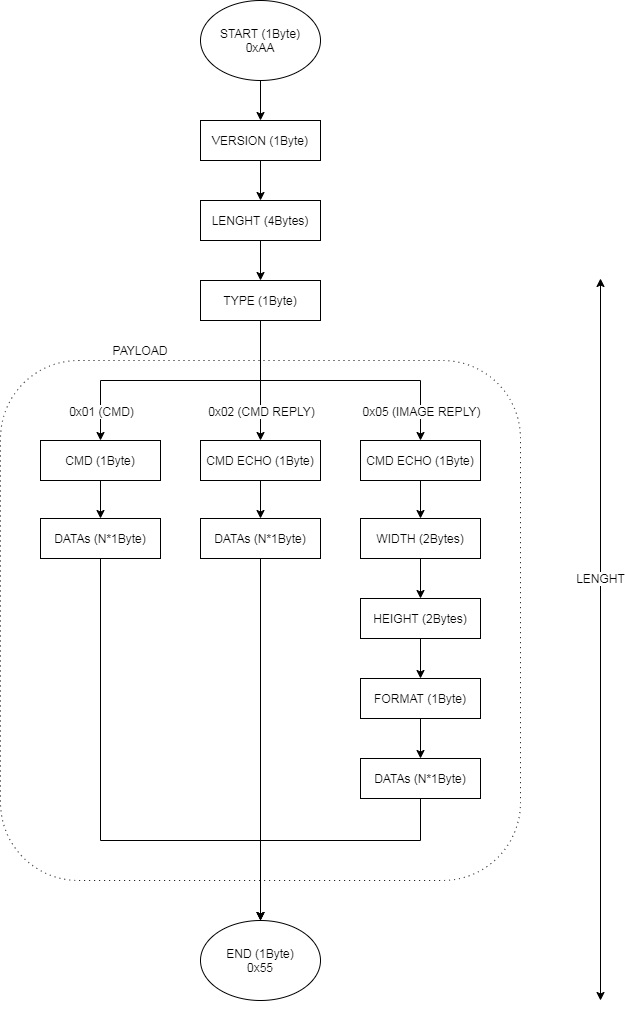 START (1Byte)
0xAA
VERSION (1Byte)
LENGHT (4Bytes)
TYPE (1Byte)
PAYLOAD
0x01 (CMD)
0x02 (CMD REPLY)
0x05 (IMAGE REPLY)
CMD (1Byte)
CMD ECHO (1Byte)
CMD ECHO (1Byte)
DATAs (N*1Byte)
DATAs (N*1Byte)
WIDTH (2Bytes)
LENGHT
HEIGHT (2Bytes)
FORMAT (1Byte)
DATAs (N*1Byte)
END (1Byte)
0x55